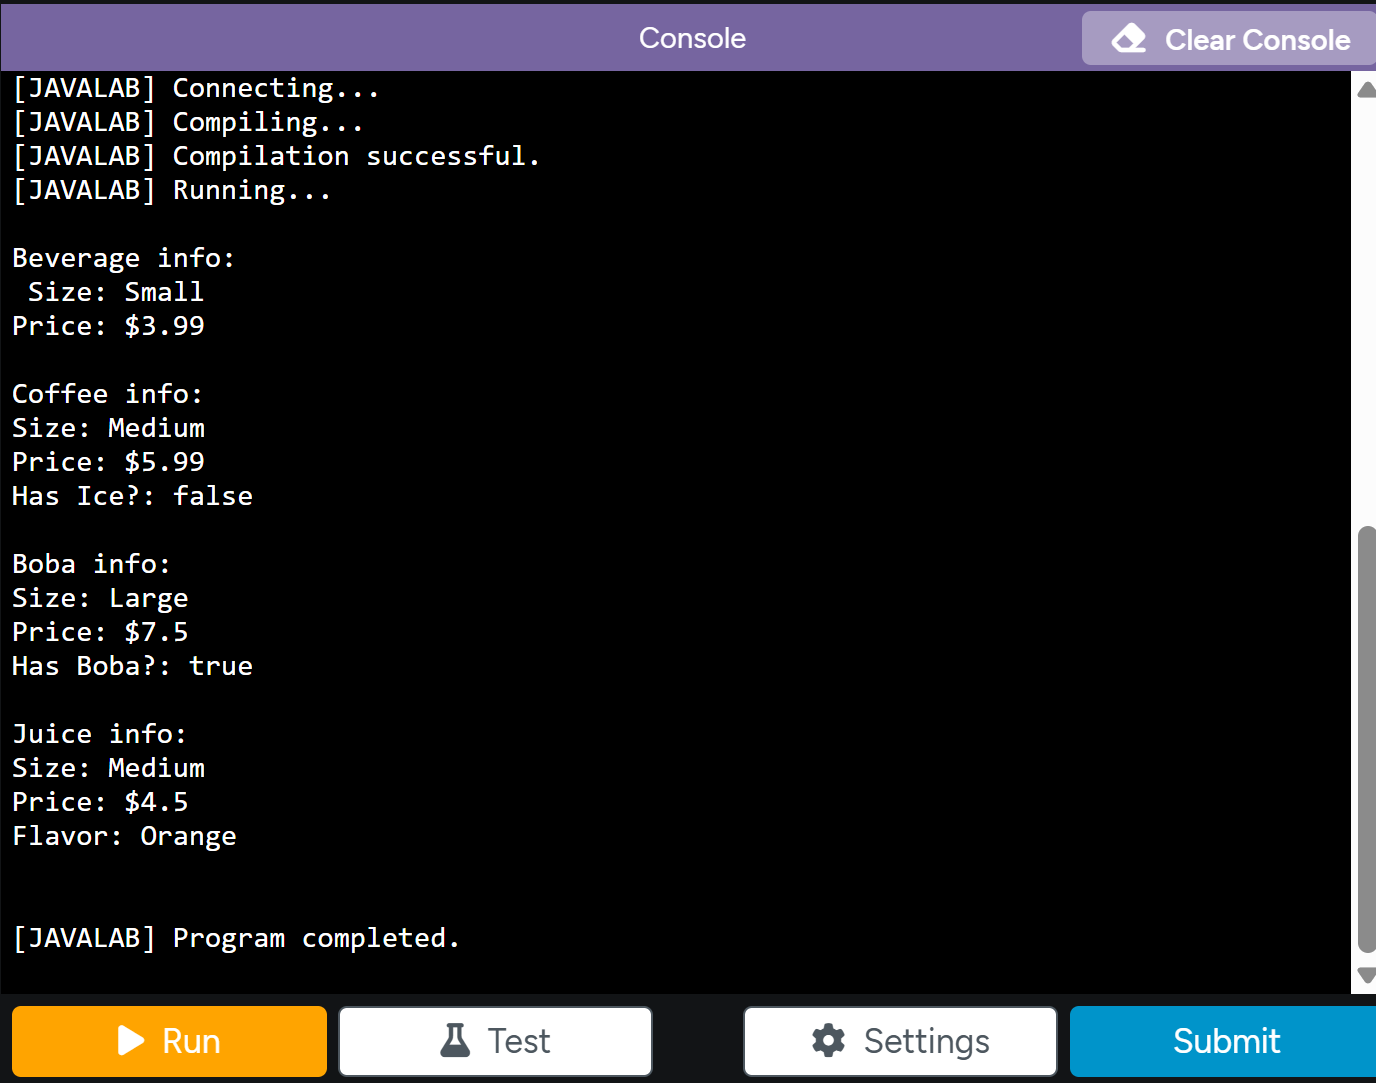 Console
Clear Console
[JAVALAB] Connecting...
[JAVALAB] Compiling...
[JAVALAB] Compilation successful.
[JAVALAB] Running...
Beverage info:
 Size: Small
Price: $3.99
Coffee info:
Size: Medium
Price: $5.99
Has Ice?: false
Boba info:
Size: Large
Price: $7.5
Has Boba?: true
Juice info:
Size: Medium
Price: $4.5
Flavor: Orange
[JAVALAB] Program completed.
Run
Test
Settings
Submit